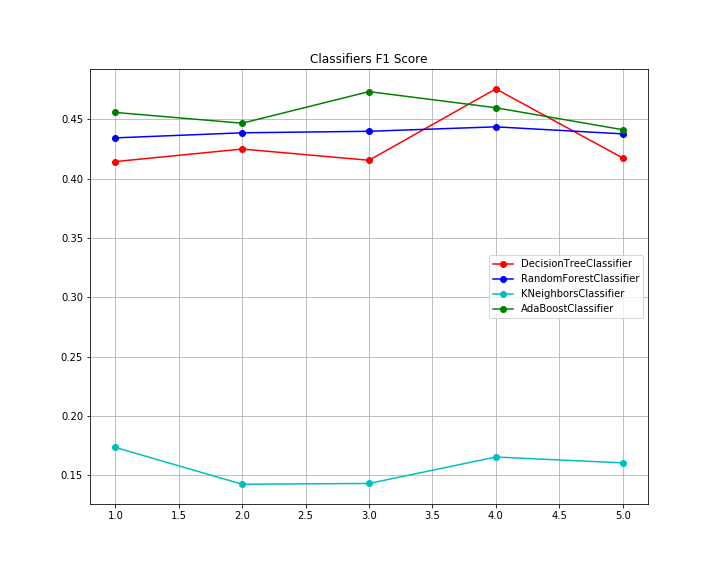 Classifiers F1 Score
0.45
0.40
0.35
0.30
0.25
0.20
0.15
DecisionTreeClassifier
RandomForestClassifier
KNeighborsClassifier
AdaBoostClassifier
1.0 1.5 2.0 2.5 3.0 3.5 4.0 4.5 5.0